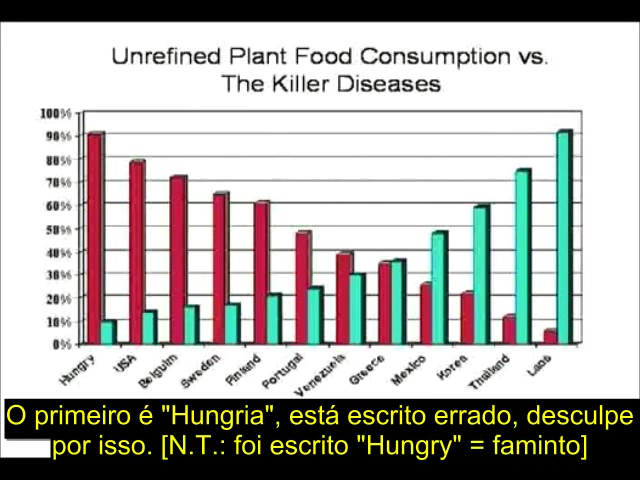 Unrefined Plant Food Consumption vs.
The Killer Diseases
100%
90%
80%
70%
60%
50%
40%
30%
20%
10%
0%
Hungry
USA
Belguim
Sweden
Finland
Portugal
Venezuela
Greece
Mexico
Korea
Thailand
Laos
O primeiro é "Hungria", está escrito errado, desculpe
por isso. [N.T.: foi escrito "Hungry" = faminto]